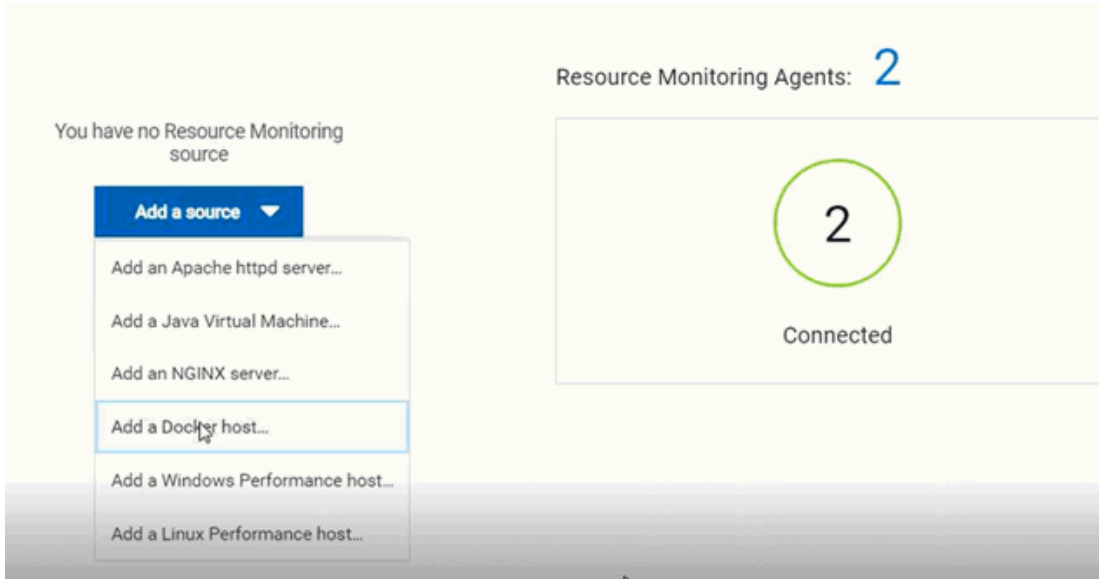 Resource Monitoring Agents: 2
You have no Resource Monitoring
source
Add a source
Add an Apache httpd server...
Add a Java Virtual Machine...
Add an NGINX server...
Add a Docker host...
Add a Windows Performance host...
Add a Linux Performance host...
2
Connected